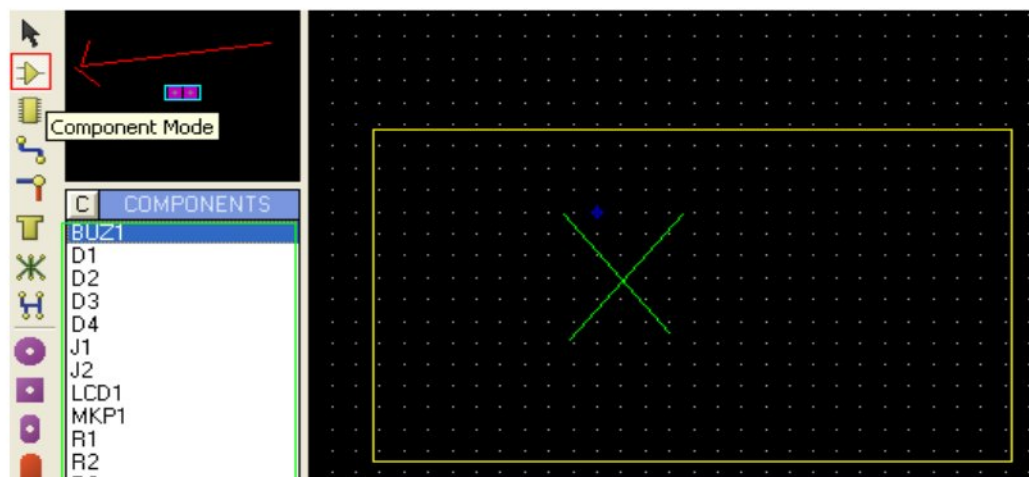 Component Mode
C COMPONENTS
BUZ1
D1
D2
D3
D4
J1
J2
LCD1
MKP1
R1
R2